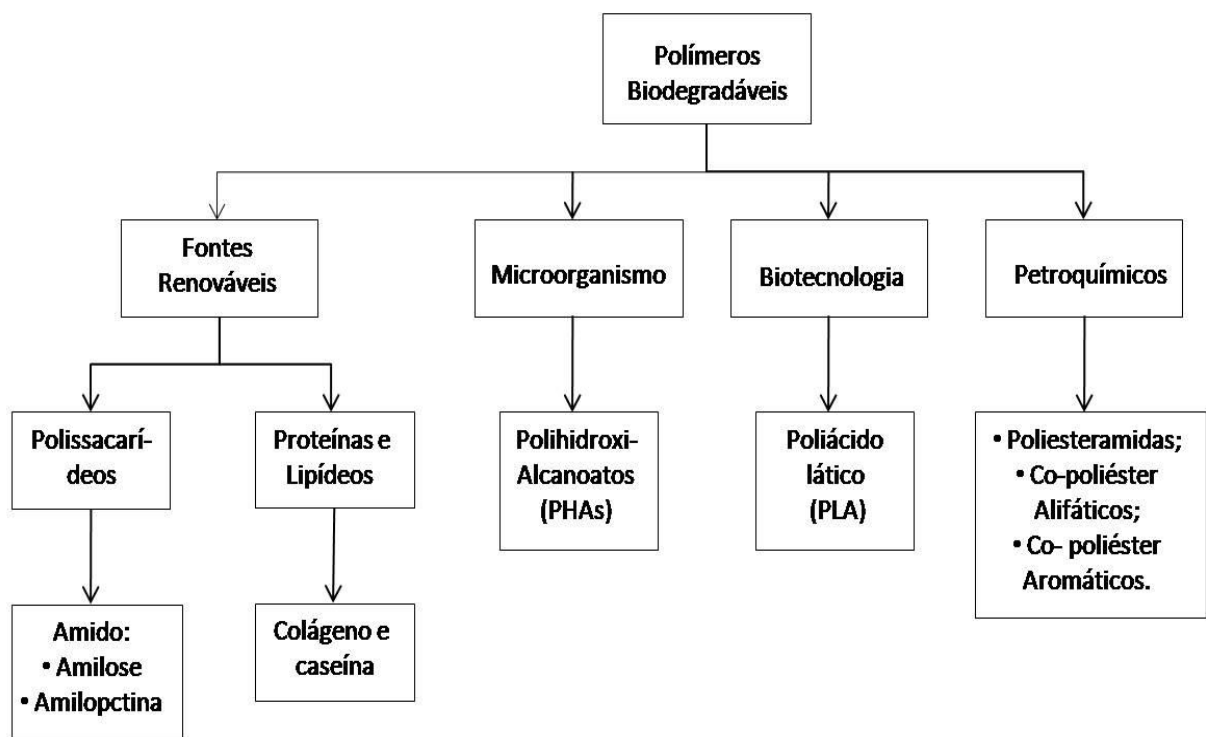 Polímeros
Biodegradáveis
Fontes
Renováveis
Microorganismo
Biotecnologia
Petroquímicos
Polissacarí-
deos
Proteínas e
Lipídeos
Polihidroxi-
Alcanoatos
(PHAs)
Poliácido
lático
(PLA)
• Poliesteramidas;
• Co-poliéster
Alifáticos;
• Co- poliéster
Aromáticos.
Amido:
• Amilose
• Amilopctina
Colágeno e
caseína